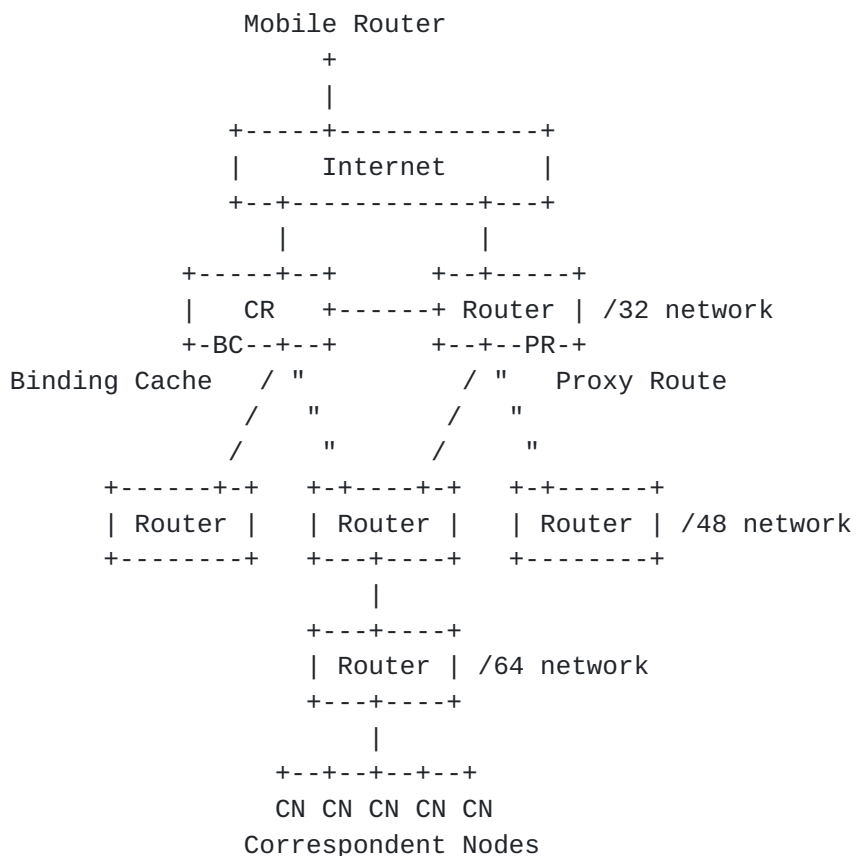 Mobile Router
+
|
+-----+-------------+
|     Internet      |
+--+------------+---+
|            |
+-----+--+      +--+-----+
|   CR   +------+ Router | /32 network
+-BC--+--+      +--+--PR-+
Binding Cache   / "          / "   Proxy Route
/   "        /   "
/     "      /     "
+------+-+   +-+----+-+   +-+------+
| Router |   | Router |   | Router | /48 network
+--------+   +---+----+   +--------+
|
+---+----+
| Router | /64 network
+---+----+
|
+--+--+--+--+
CN CN CN CN CN
Correspondent Nodes